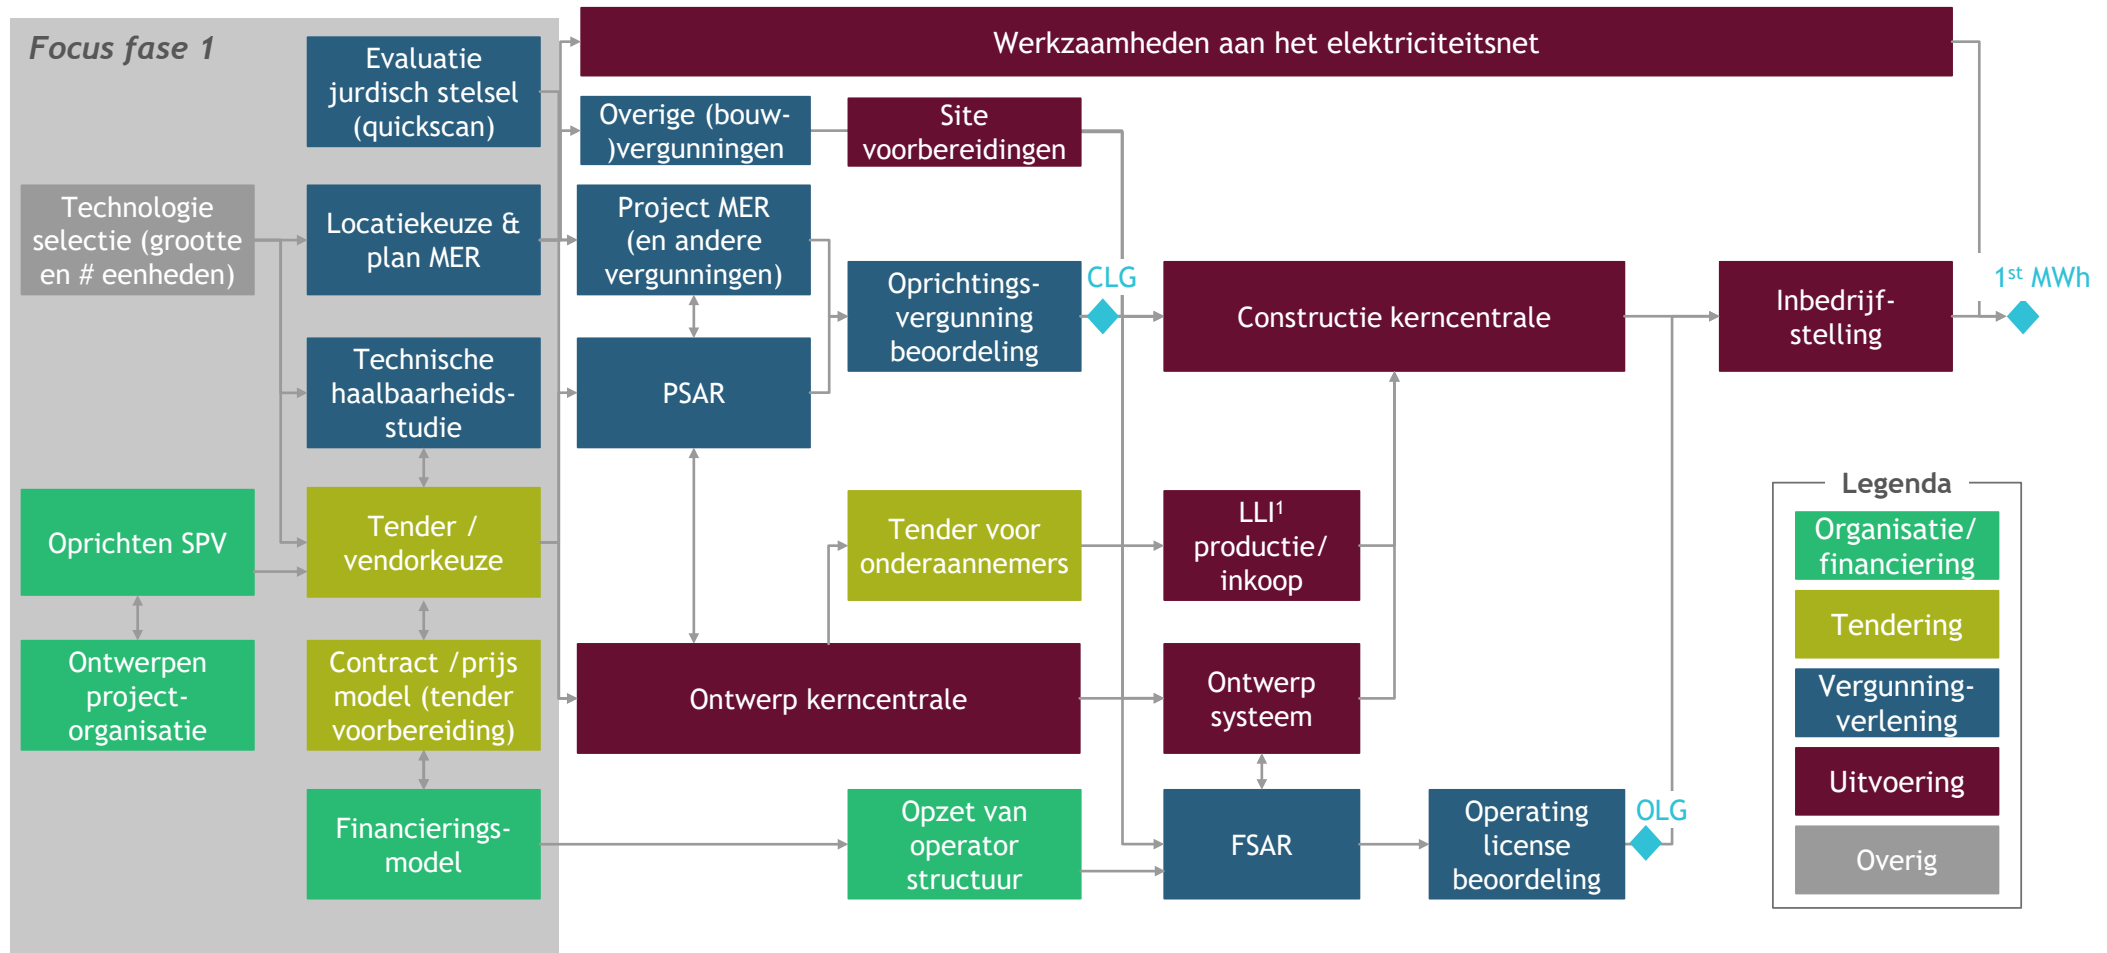 Focus fase 1
Evaluatie
jurdisch stelsel
(quickscan)
Technologie
selectie (grootte
en # eenheden)
Locatiekeuze &
plan MER
Technische
haalbaarheids-
studie
Oprichten SPV
Tender /
vendorkeuze
Ontwerpen
project-
organisatie
Contract /prijs
model (tender
voorbereiding)
Financierings-
model
Werkzaamheden aan het elektriciteitsnet
Overige (bouw-
)vergunningen
Site
voorbereidingen
Project MER
(en andere
vergunningen)
PSAR
Oprichtings-
vergunning
beoordeling
CLG
Constructie kerncentrale
Inbedrijf-
stelling
1st MWh
Tender voor
onderaannemers
LLI¹
productie/
inkoop
Ontwerp kerncentrale
Ontwerp
systeem
Opzet van
operator
structuur
FSAR
Operating
license
beoordeling
OLG
Legenda
Organisatie/
financiering
Tendering
Vergunning-
verlening
Uitvoering
Overig